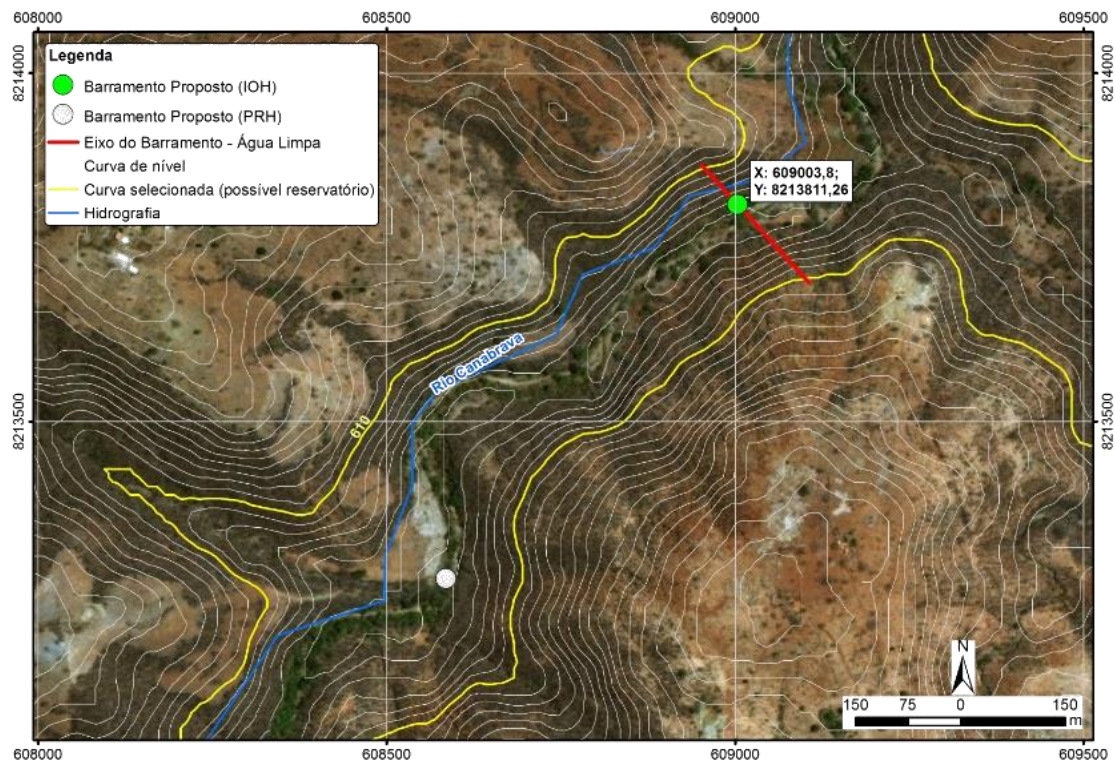 608000
608500
609000
609500
8214000
8214000
Legenda
Barramento Proposto (IOH)
Barramento Proposto (PRH)
Eixo do Barramento - Água Limpa
Curva de nível
Curva selecionada (possível reservatório)
Hidrografia
X: 609003,8;
Y: 8213811,26
Rio Canabrava
610
8213500
8213500
N
150
75
0
150
m
608000
608500
609000
609500